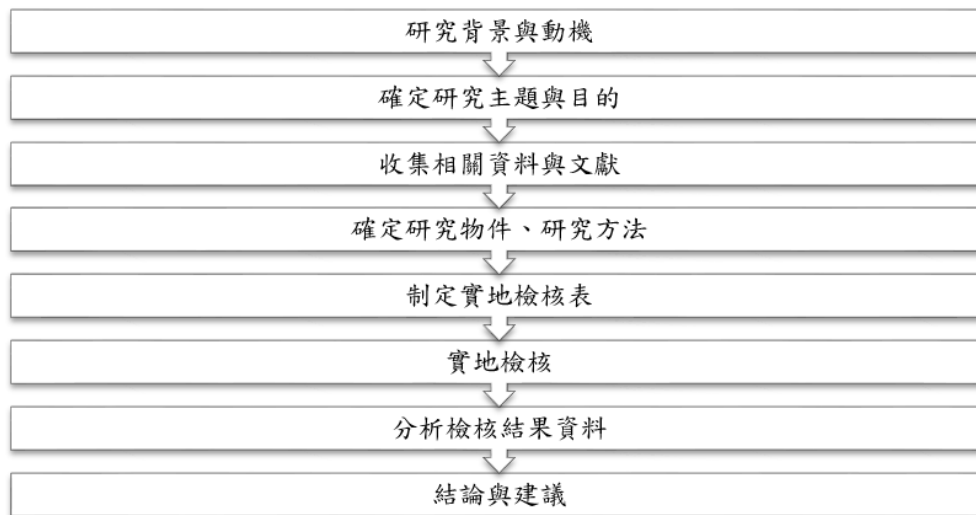 研究背景與動機
確定研究主題與目的
收集相關資料與文獻
確定研究物件、研究方法
制定實地檢核表
實地檢核
分析檢核結果資料
結論與建議